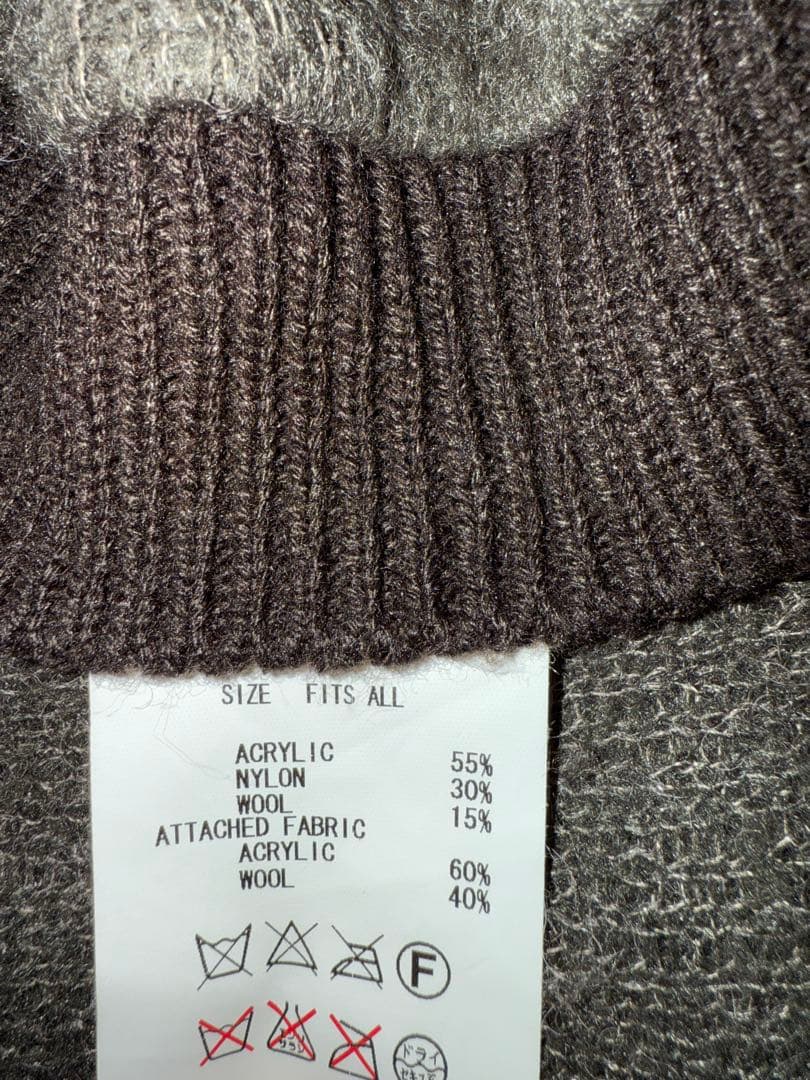 SIZE FITS ALL
ACRYLIC 55%
NYLON 30%
WOOL 15%
ATTACHED FABRIC
ACRYLIC 60%
WOOL 40%
F
ドライ